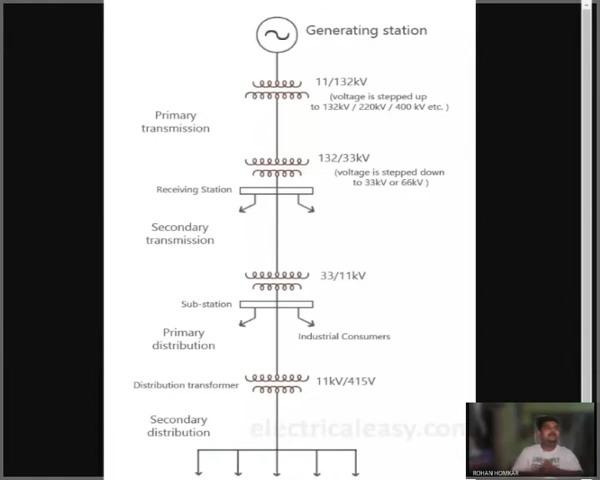 Generating station
11/132kV
(voltage is stepped up
to 132kV / 220kV / 400 kV etc. )
Primary
transmission
132/33kV
(voltage is stepped down
to 33kV or 66kV )
Receiving Station
Secondary
transmission
33/11kV
Sub-station
Industrial Consumers
Primary
distribution
11kV/415V
Distribution transformer
Secondary
distribution
electricaleasy.com
ROHAN HOMKAR